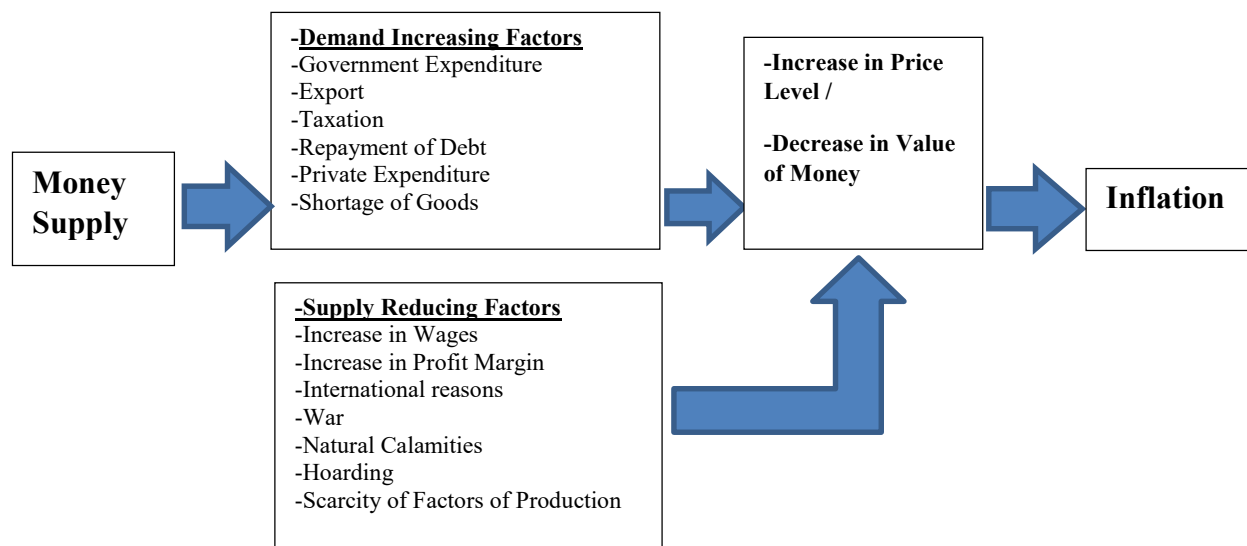 Money
Supply
-Demand Increasing Factors
-Government Expenditure
-Export
-Taxation
-Repayment of Debt
-Private Expenditure
-Shortage of Goods
-Supply Reducing Factors
-Increase in Wages
-Increase in Profit Margin
-International reasons
-War
-Natural Calamities
-Hoarding
-Scarcity of Factors of Production
-Increase in Price
Level /
-Decrease in Value
of Money
Inflation